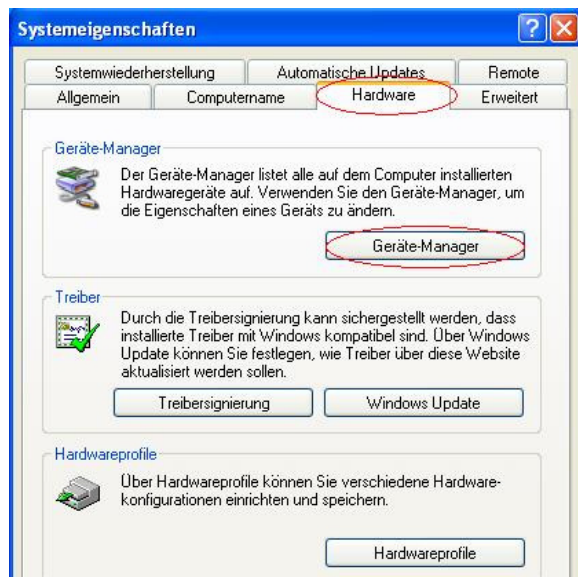 Systemeigenschaften
Systemwiederherstellung Automatische Updates Remote
Allgemein Computername Hardware Erweitert
Geräte-Manager
Der Geräte-Manager listet alle auf dem Computer installierten
Hardwaregeräte auf. Verwenden Sie den Geräte-Manager, um
die Eigenschaften eines Geräts zu ändern.
Geräte-Manager
Treiber
Durch die Treibersignierung kann sichergestellt werden, dass
installierte Treiber mit Windows kompatibel sind. Über Windows
Update können Sie festlegen, wie Treiber über diese Website
aktualisiert werden sollen.
Treibersignierung Windows Update
Hardwareprofile
Über Hardwareprofile können Sie verschiedene Hardware-
konfigurationen einrichten und speichern.
Hardwareprofile